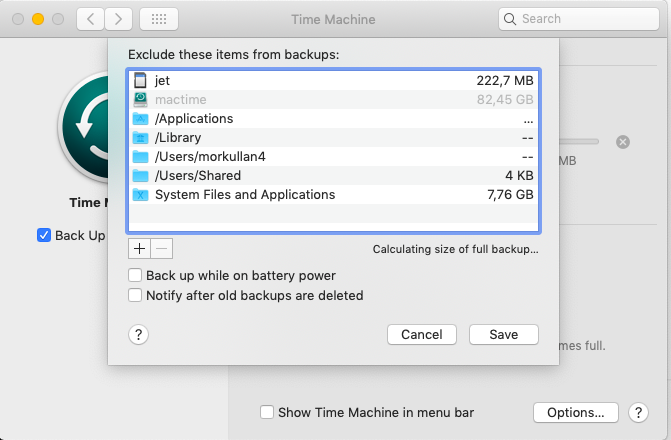 Time Machine
Search
Exclude these items from backups:
jet 222,7 MB
mactime 82,45 GB
/Applications ...
/Library --
/Users/morkullan4 --
/Users/Shared 4 KB
System Files and Applications 7,76 GB
MB
Time M
Back Up
+ − Calculating size of full backup...
Back up while on battery power
Notify after old backups are deleted
? Cancel Save
mes full.
Show Time Machine in menu bar Options... ?